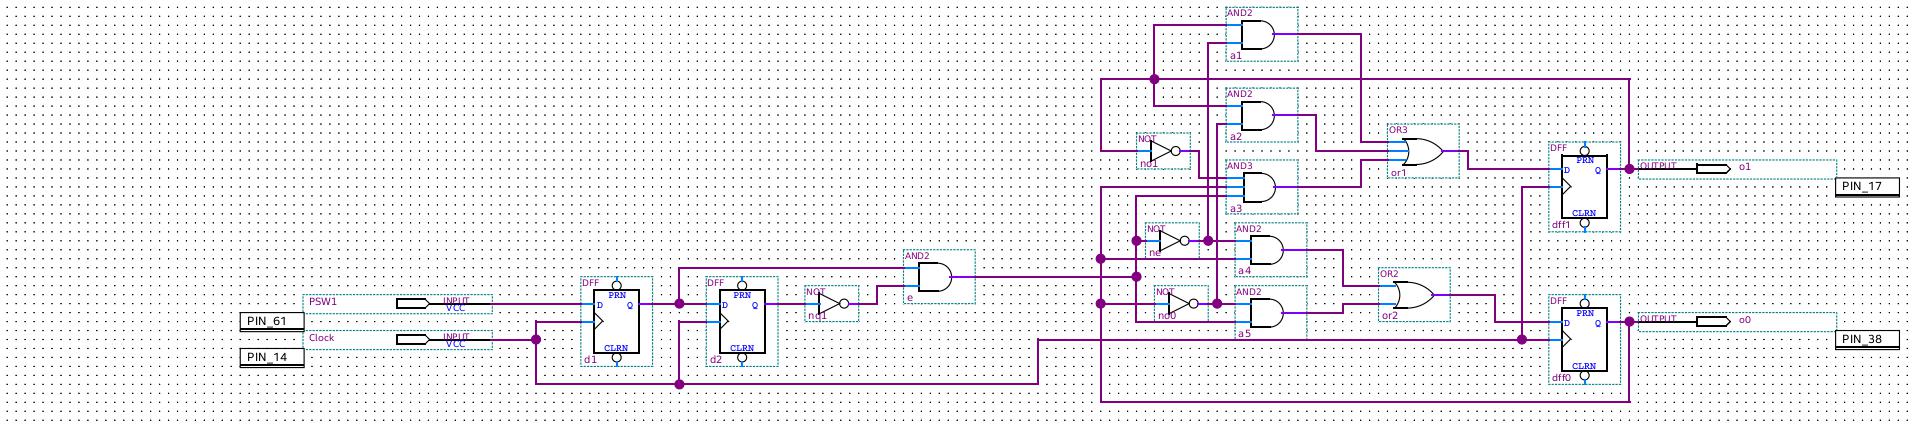 AND2
a1
AND2
a2
NOT
no1
AND3
a3
OR3
or1
DFF
PRN
D
Q
CLRN
dff1
OUTPUT
o1
PIN_17
NOT
ne
AND2
a4
NOT
no0
AND2
a5
OR2
or2
DFF
PRN
D
Q
CLRN
dff0
OUTPUT
o0
PIN_38
PSW1
INPUT
VCC
PIN_61
Clock
INPUT
VCC
PIN_14
DFF
PRN
D
Q
CLRN
d1
DFF
PRN
D
Q
CLRN
d2
NOT
AND2
e